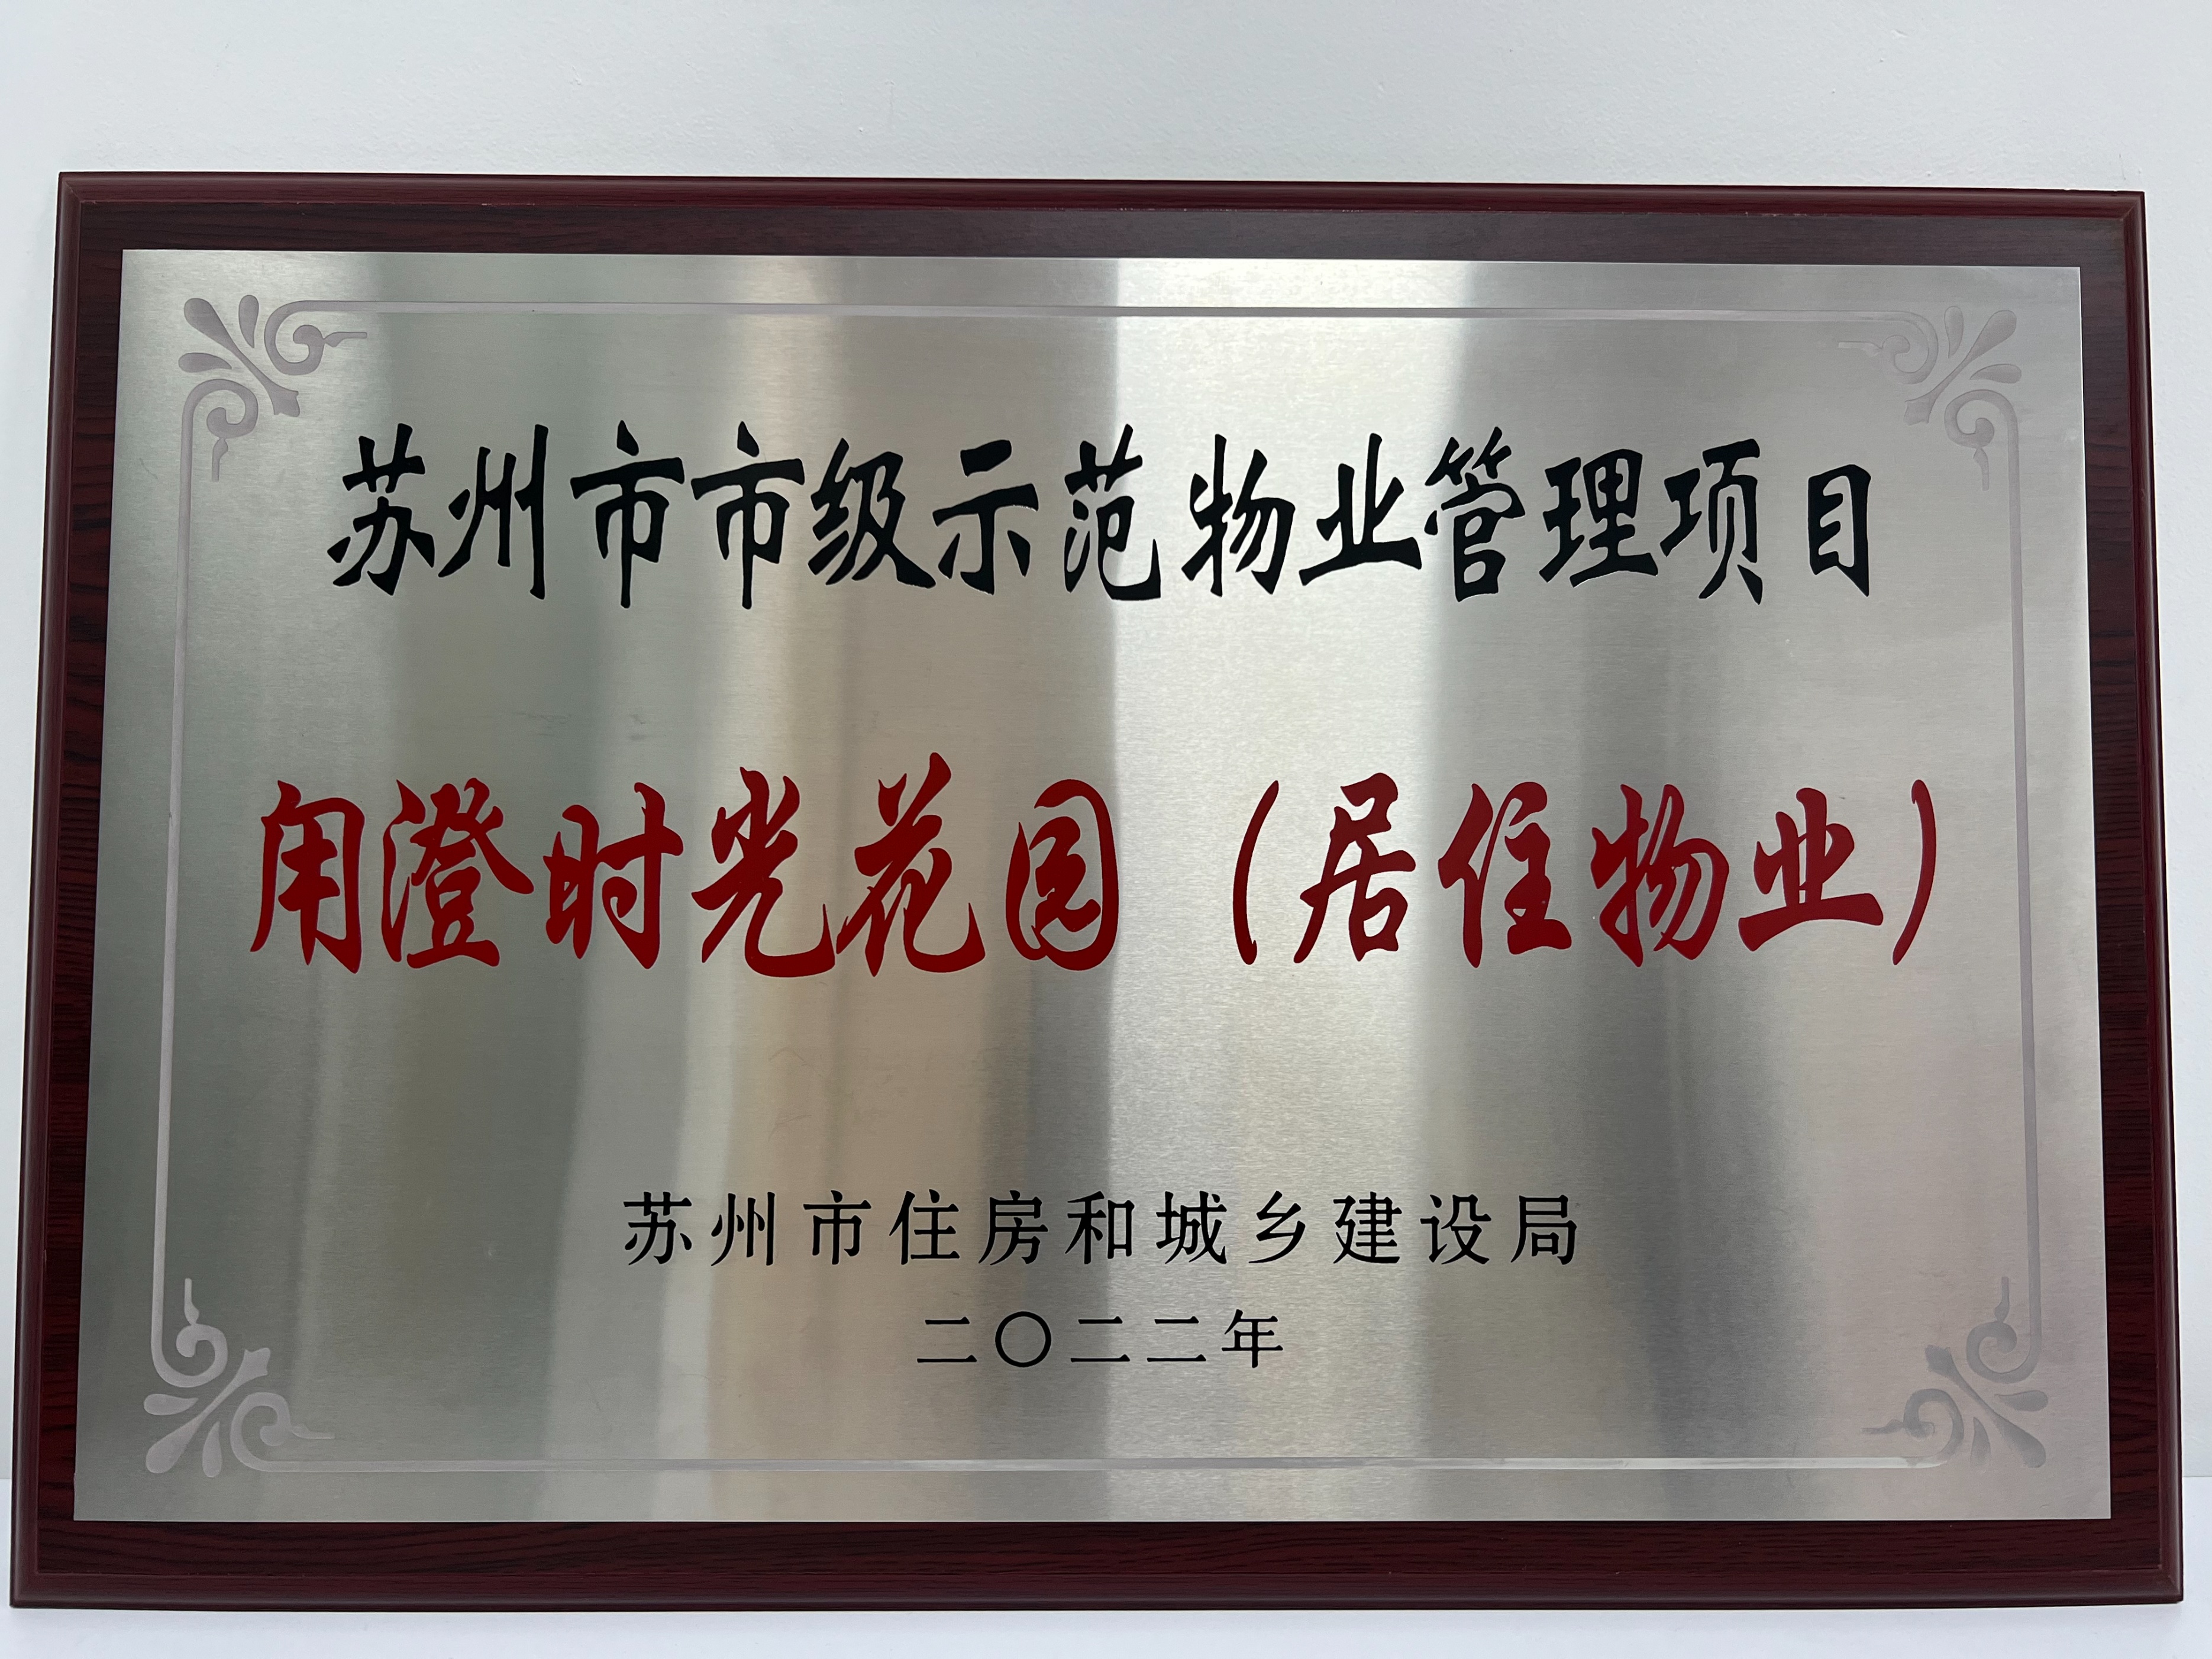 苏州市市级示范物业管理项目
用澄时光花园（居住物业）
苏州市住房和城乡建设局
二〇二二年